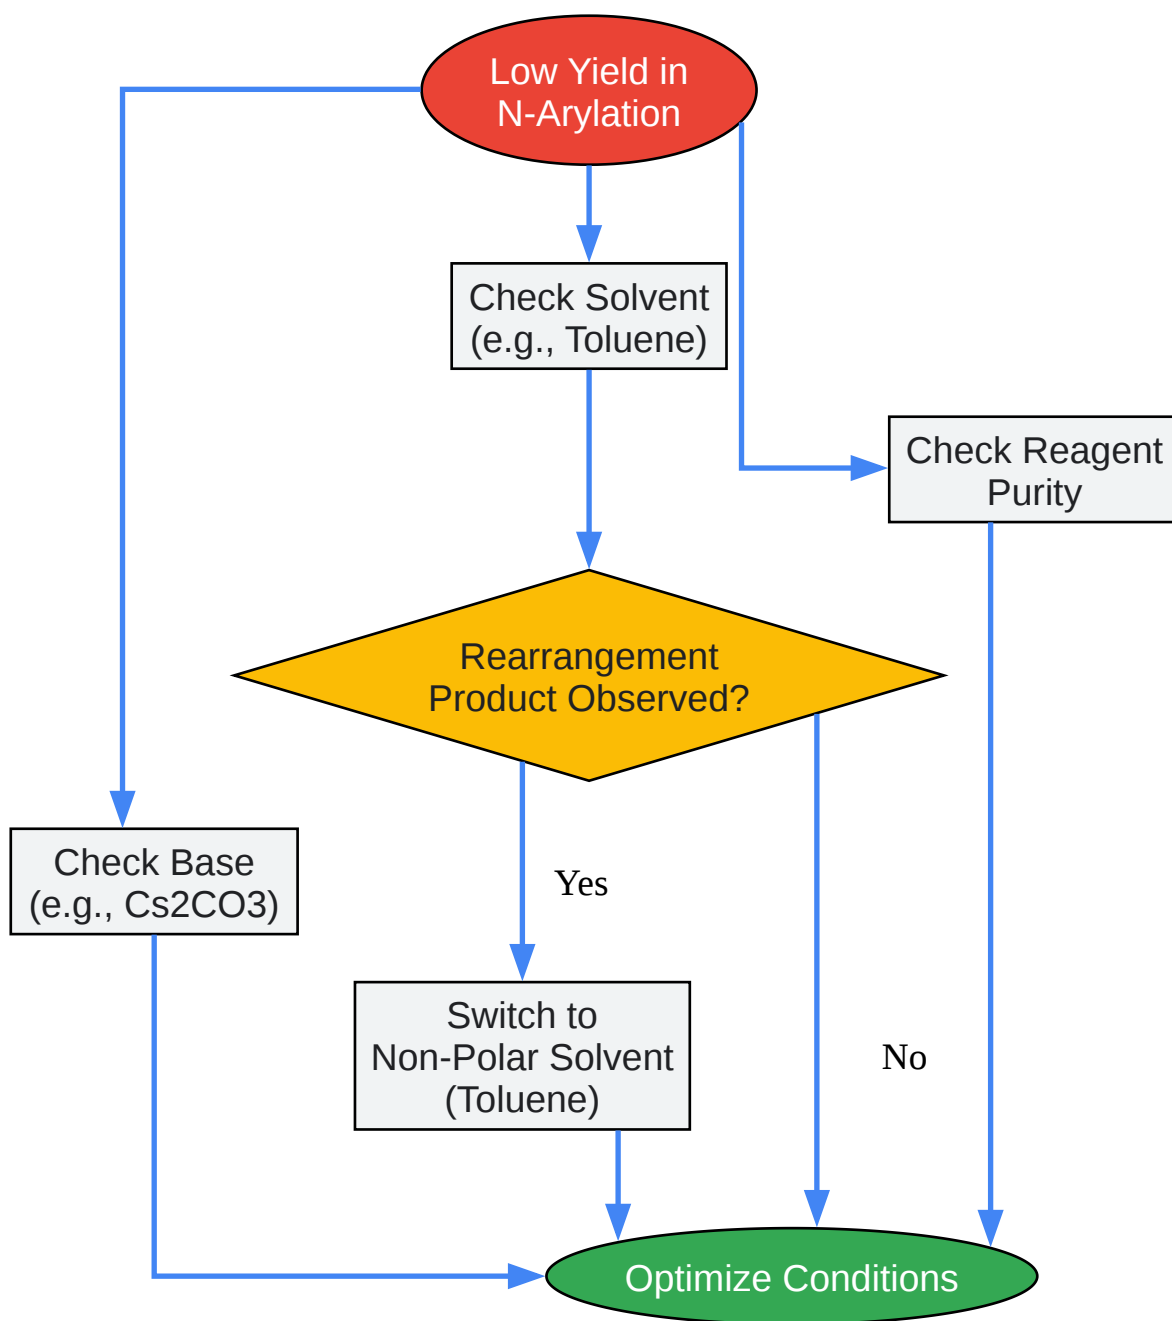 Low Yield in
N-Arylation
Check Solvent
(e.g., Toluene)
Check Reagent
Purity
Rearrangement
Product Observed?
Check Base
(e.g., Cs2CO3)
Yes
Switch to
Non-Polar Solvent
(Toluene)
No
Optimize Conditions